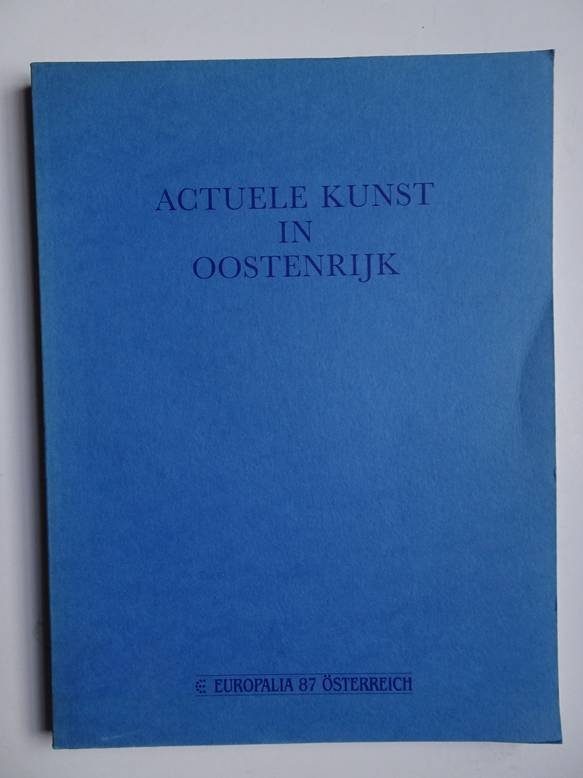 ACTUELE KUNST
IN
OOSTENRIJK
EUROPALIA 87 ÖSTERREICH